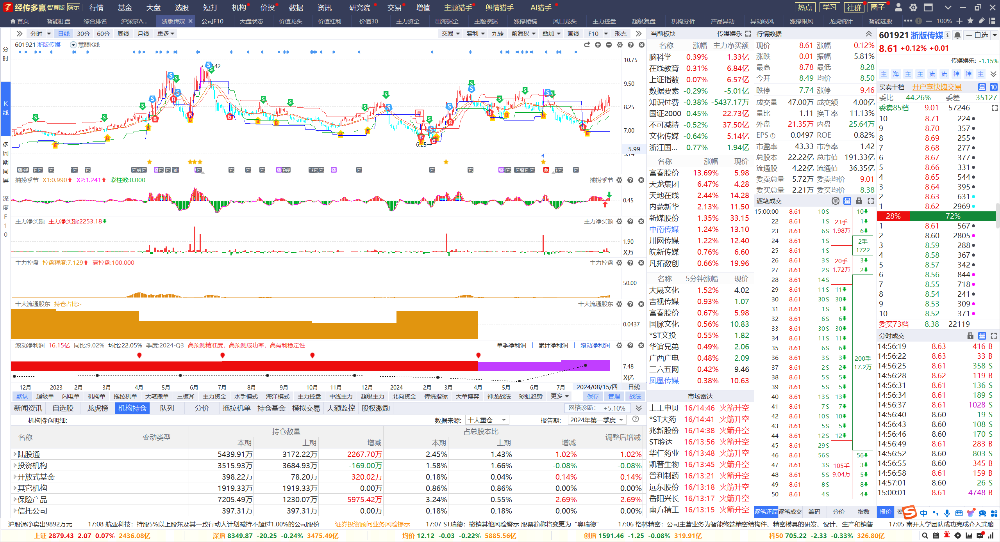 经传多赢 智尊版 演示 行情 基金 大盘 选股 短打 机构 价投 数据 资讯 研究院 交易 增值 主题猎手 舆情猎手 AI猎手 热点 学习 社群 圈子
首页 智能盯盘 综合排名 沪深京A... 浙版传媒 公司F10 大盘状态 价值龙头 价值红利 价值30 主力资金 出海掘金 主题挖掘 涨停棱镜 风口龙头 主力控盘 超级复盘 机构分析 产品异动 异动跟风 涨停跟风 龙虎统计 智能选股 100%
分时 日线 30分 60分 周线 月线 更多 交易 套利 九转 前复权 叠加 画线 F10 形态
分时
K线
多周期同屏
深度F10
601921 浙版传媒 慧眼K线
10.75
9.50
8.25
7.00
5.99
6.25
捕捞季节 X1:0.990 X2:1.241 彩柱数:0.000 捕捞季节
0.45
主力净买额 主力净买额:2253.18 主力净买额
1.90
X万
主力控盘 控盘程度:7.129 高控盘:100.000 主力控盘
50.00
十大流通股东 持仓占比:- 十大流通股东
0.0437
滚动净利润 16.15亿 同比:9.02% 环比:22.05% 季度:2024-Q3 高预测精准度，高预测成功率，高盈利稳定性 单季净利润 累计净利润 滚动净利润
7.48
X亿
12月 2023 2月 3月 4月 5月 6月 7月 8月 9月 10月 11月 12月 2024 2月 3月 4月 5月 6月 7月 2024/08/15/四 日线
默认 超级单 闪电单 机构单 拖拉机单 大笔撤单 三板斧 主力资金 水手模式 海洋模式 主力控盘 中线主力 超级主力 北向资金 传统指标 大单博弈 神龙战法 彩虹趋势 更多 保存 管理 战法
新闻资讯 自选股 龙虎榜 机构持仓 队列 分价 拖拉机单 持仓基金 模拟交易 大额监控 股权激励 网格诊断: +5.10%
机构持仓明细: 数据来源: 十大重仓 报告期: 2024年第一季度
名称 变动类型 持仓数量 占总股本比 调整后增减
本期 上期 增减 本期 上期 增减
陆股通 5439.91万 3172.22万 2267.70万 2.45% 1.43% 1.02% 1.02%
投资机构 3515.93万 3684.93万 -169.00万 1.58% 1.66% -0.08% -0.08%
开放式基金 398.22万 78.20万 320.02万 0.18% 0.04% 0.14% 0.14%
其它机构 1919.33万 1919.33万 0.00万 0.86% 0.86% 0.00% 0.00%
保险产品 7205.49万 1230.07万 5975.42万 3.24% 0.55% 2.69% 2.69%
信托公司 397.31万 397.31万 0.00万 0.18% 0.18% 0.00% 0.00%
当前板块 传媒娱乐
名称 涨幅 主力净买额
脑科学 0.39% 1.33亿
在线教育 0.31% 6.84亿
上证指数 0.07% 6.57亿
数据要素 -0.29% -5.01亿
知识付费 -0.38% -5437.17万
国证2000 -0.45% 22.73亿
不可减持 -0.52% 37.50亿
文化传媒 -0.64% 5.14亿
浙江国... -0.77% -1.94亿
名称 涨幅 现价
富春股份 13.69% 5.98
天龙集团 6.47% 4.28
天地在线 2.44% 14.28
内蒙新华 2.13% 11.50
新媒股份 1.35% 33.15
中南传媒 1.24% 13.10
川网传媒 1.22% 12.40
皖新传媒 0.76% 6.60
凡拓数创 0.66% 19.96
名称 5分钟涨幅 现价
大晟文化 1.52% 4.02
吉视传媒 0.93% 1.07
富春股份 0.67% 5.98
国脉文化 0.56% 10.83
*ST文投 0.55% 1.82
华谊兄弟 0.49% 2.06
广西广电 0.48% 2.09
三六五网 0.42% 9.46
凤凰传媒 0.38% 10.63
市场雷达
上工申贝 16/14:46 火箭升空
*ST大药 16/14:41 火箭升空
兆新股份 16/14:38 火箭升空
ST聆达 16/13:56 火箭升空
华仁药业 16/13:48 火箭升空
凯普生物 16/13:45 火箭升空
普利制药 16/13:21 火箭升空
远东股份 16/13:18 火箭升空
岳阳兴长 16/13:17 火箭升空
南方精工 16/13:15 火箭升空
行情数据
现价 8.61 涨幅 0.12%
涨跌 0.01 振幅 5.81%
最高 8.78 最低 8.28
今开 8.49 均价 8.50
跌停 7.74 涨停 9.46
成交量 47.00万 成交额 4.00亿
量比 1.11 换手率 11.13%
外盘 21.35万 内盘 25.64万
EPS① 0.0497 ROE 0.82%
市盈率 43.33 市净率 1.42
总股本 22.22亿 总市值 191.33亿
流通股 4.22亿 流通值 36.35亿
委卖总量 5.72万 委卖均价 9.01
委买总量 2.21万 委买均价 8.38
逐笔成交 量
15:00:00 8.61 10 S 10
22 8.61 1 S 1
23 8.61 6 S 6
24 8.61 1 S
25 8.61 1 S
26 8.61 3 S 3
27 8.61 2 S 2
28 8.61 14 S
29 8.61 11 S 11
30 8.61 30 S 30
31 8.61 1 S 1
32 8.61 6 S 6
33 8.61 30 S 30
34 8.61 11 S 11
35 8.61 6 S 6
36 8.61 3 S 3
37 8.61 2 S 2
38 8.61 5 S 5
39 8.61 5 S 5
40 8.61 13 S 13
41 8.61 7 S 7
42 8.61 10 S 10
43 8.61 5 S 5
44 8.61 12 S 12
45 8.61 29 S
46 8.61 56 S 56
47 8.61 3 S 3
48 8.61 5 S 5
49 8.61 8 S 8
50 8.61 4 S 4
23手
1.98万
2手
1722
20手
1.72万
200手
17.2万
105手
9.04万
逐笔还原 逐笔成交 筹码 分价 指数
601921 浙版传媒 自选
8.61 +0.12% +0.01
传媒娱乐: -1.15%
主 海 主 主 流 流 神 神 主
买卖十档 开户享快捷交易 量 10
委比 -44.26% 委差 -35127
委卖85档 9.01 57246
10 8.71 224
9 8.70 357
8 8.69 255
7 8.68 277
6 8.67 377
5 8.66 331
4 8.65 544
3 8.64 395
2 8.63 631
1 8.62 2969
28% 72%
1 8.61 567
2 8.60 2805
3 8.59 288
4 8.58 367
5 8.57 342
6 8.56 844
7 8.55 718
8 8.54 241
9 8.53 309
10 8.52 371
委买73档 8.38 22119
分时成交 量
14:56:19 8.63 416 B
14:56:22 8.63 33 B
14:56:25 8.61 358 S
14:56:28 8.62 119 B
14:56:31 8.61 136 S
14:56:34 8.61 189 S
14:56:37 8.61 1028 S
14:56:40 8.60 19 S
14:56:43 8.60 108 S
14:56:46 8.60 170 S
14:56:49 8.61 283 B
14:56:52 8.60 803 S
14:56:55 8.60 345 B
14:56:58 8.61 159 B
14:57:01 8.60 26 S
15:00:01 8.61 4748 B
报价 中
沪股通净卖出9892万元 17:08 航亚科技：持股5%以上股东及其一致行动人计划减持不超过1.00%的公司股份 证券投资顾问业务风险提示 17:07 ST瑞德：撤销其他风险警示 股票简称将变更为“奥瑞德” 17:06 格林精密：公司主营业务为智能终端精密结构件、精密模具的研发、设计、生产和销售 17:05 南开大学团队成功完成介入式脑
上证 2879.43 2.07 0.07% 2436.08亿 深指 8349.87 -20.25 -0.24% 3475.49亿 均价 12.12 -0.03 -0.22% 5885.56亿 创指 1591.46 -1.25 -0.08% 319.91亿 科50 705.22 -2.33 -0.33% 326.80亿